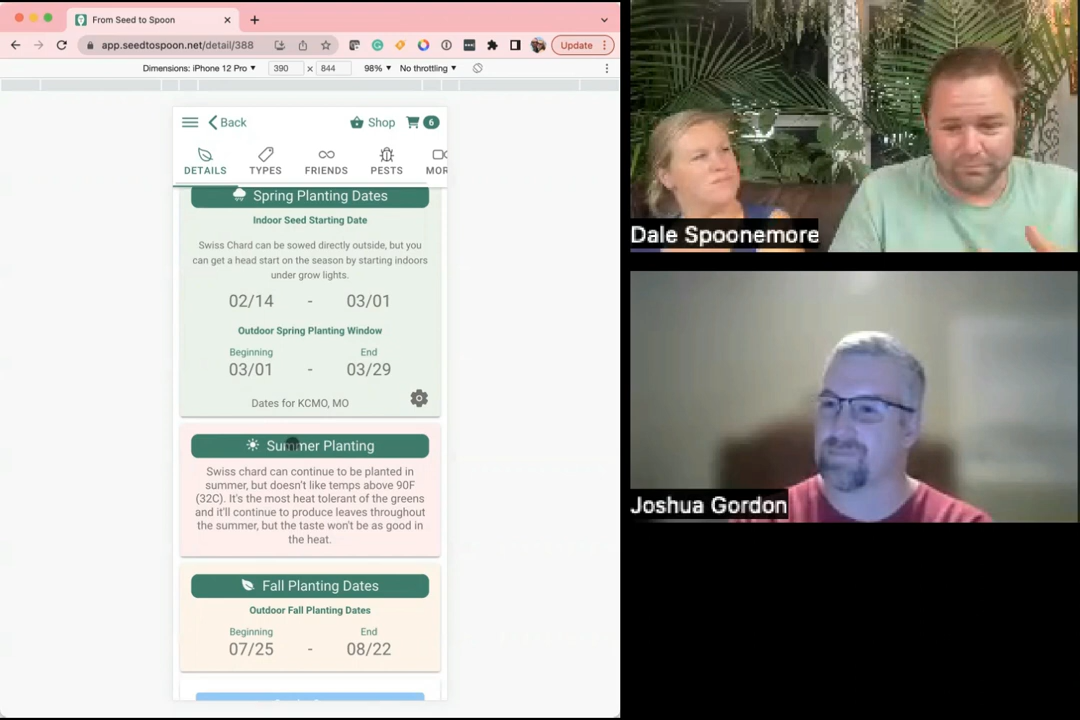 From Seed to Spoon
app.seedtospoon.net/detail/388
Update
Dimensions: iPhone 12 Pro
390 x 844
98%
No throttling
Back
Shop
6
DETAILS
TYPES
FRIENDS
PESTS
MOR
Spring Planting Dates
Indoor Seed Starting Date
Swiss Chard can be sowed directly outside, but you
can get a head start on the season by starting indoors
under grow lights.
02/14 - 03/01
Outdoor Spring Planting Window
Beginning End
03/01 - 03/29
Dates for KCMO, MO
Summer Planting
Swiss chard can continue to be planted in
summer, but doesn't like temps above 90F
(32C). It's the most heat tolerant of the greens
and it'll continue to produce leaves throughout
the summer, but the taste won't be as good in
the heat.
Fall Planting Dates
Outdoor Fall Planting Dates
Beginning End
07/25 - 08/22
Dale Spoonemore
Joshua Gordon